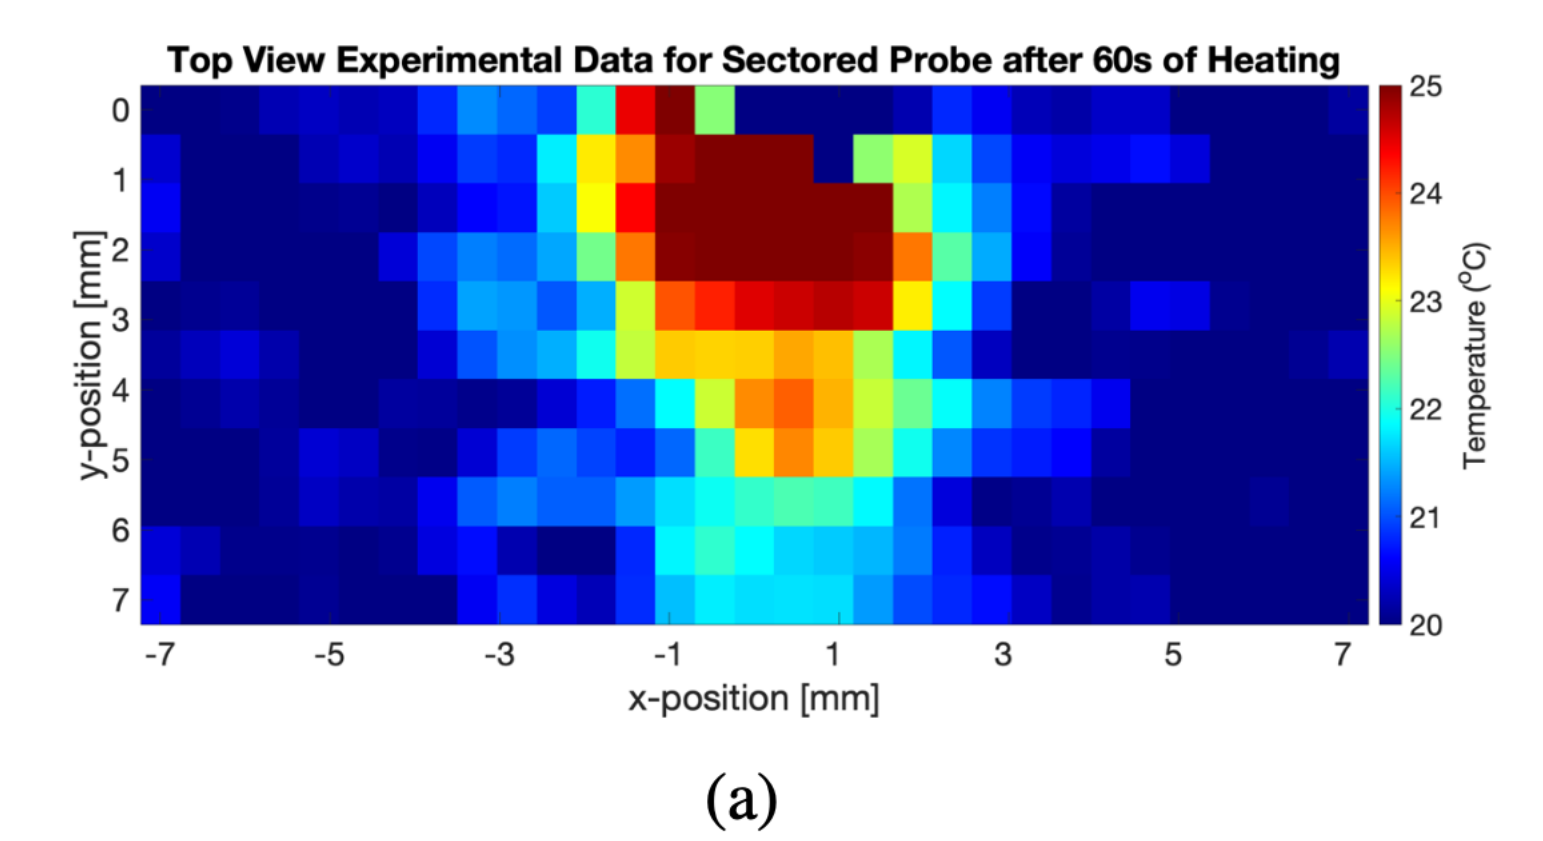 Top View Experimental Data for Sectored Probe after 60s of Heating
y-position [mm]
0
1
2
3
4
5
6
7
-7 -5 -3 -1 1 3 5 7
x-position [mm]
25
24
23
22
21
20
Temperature (°C)
(a)